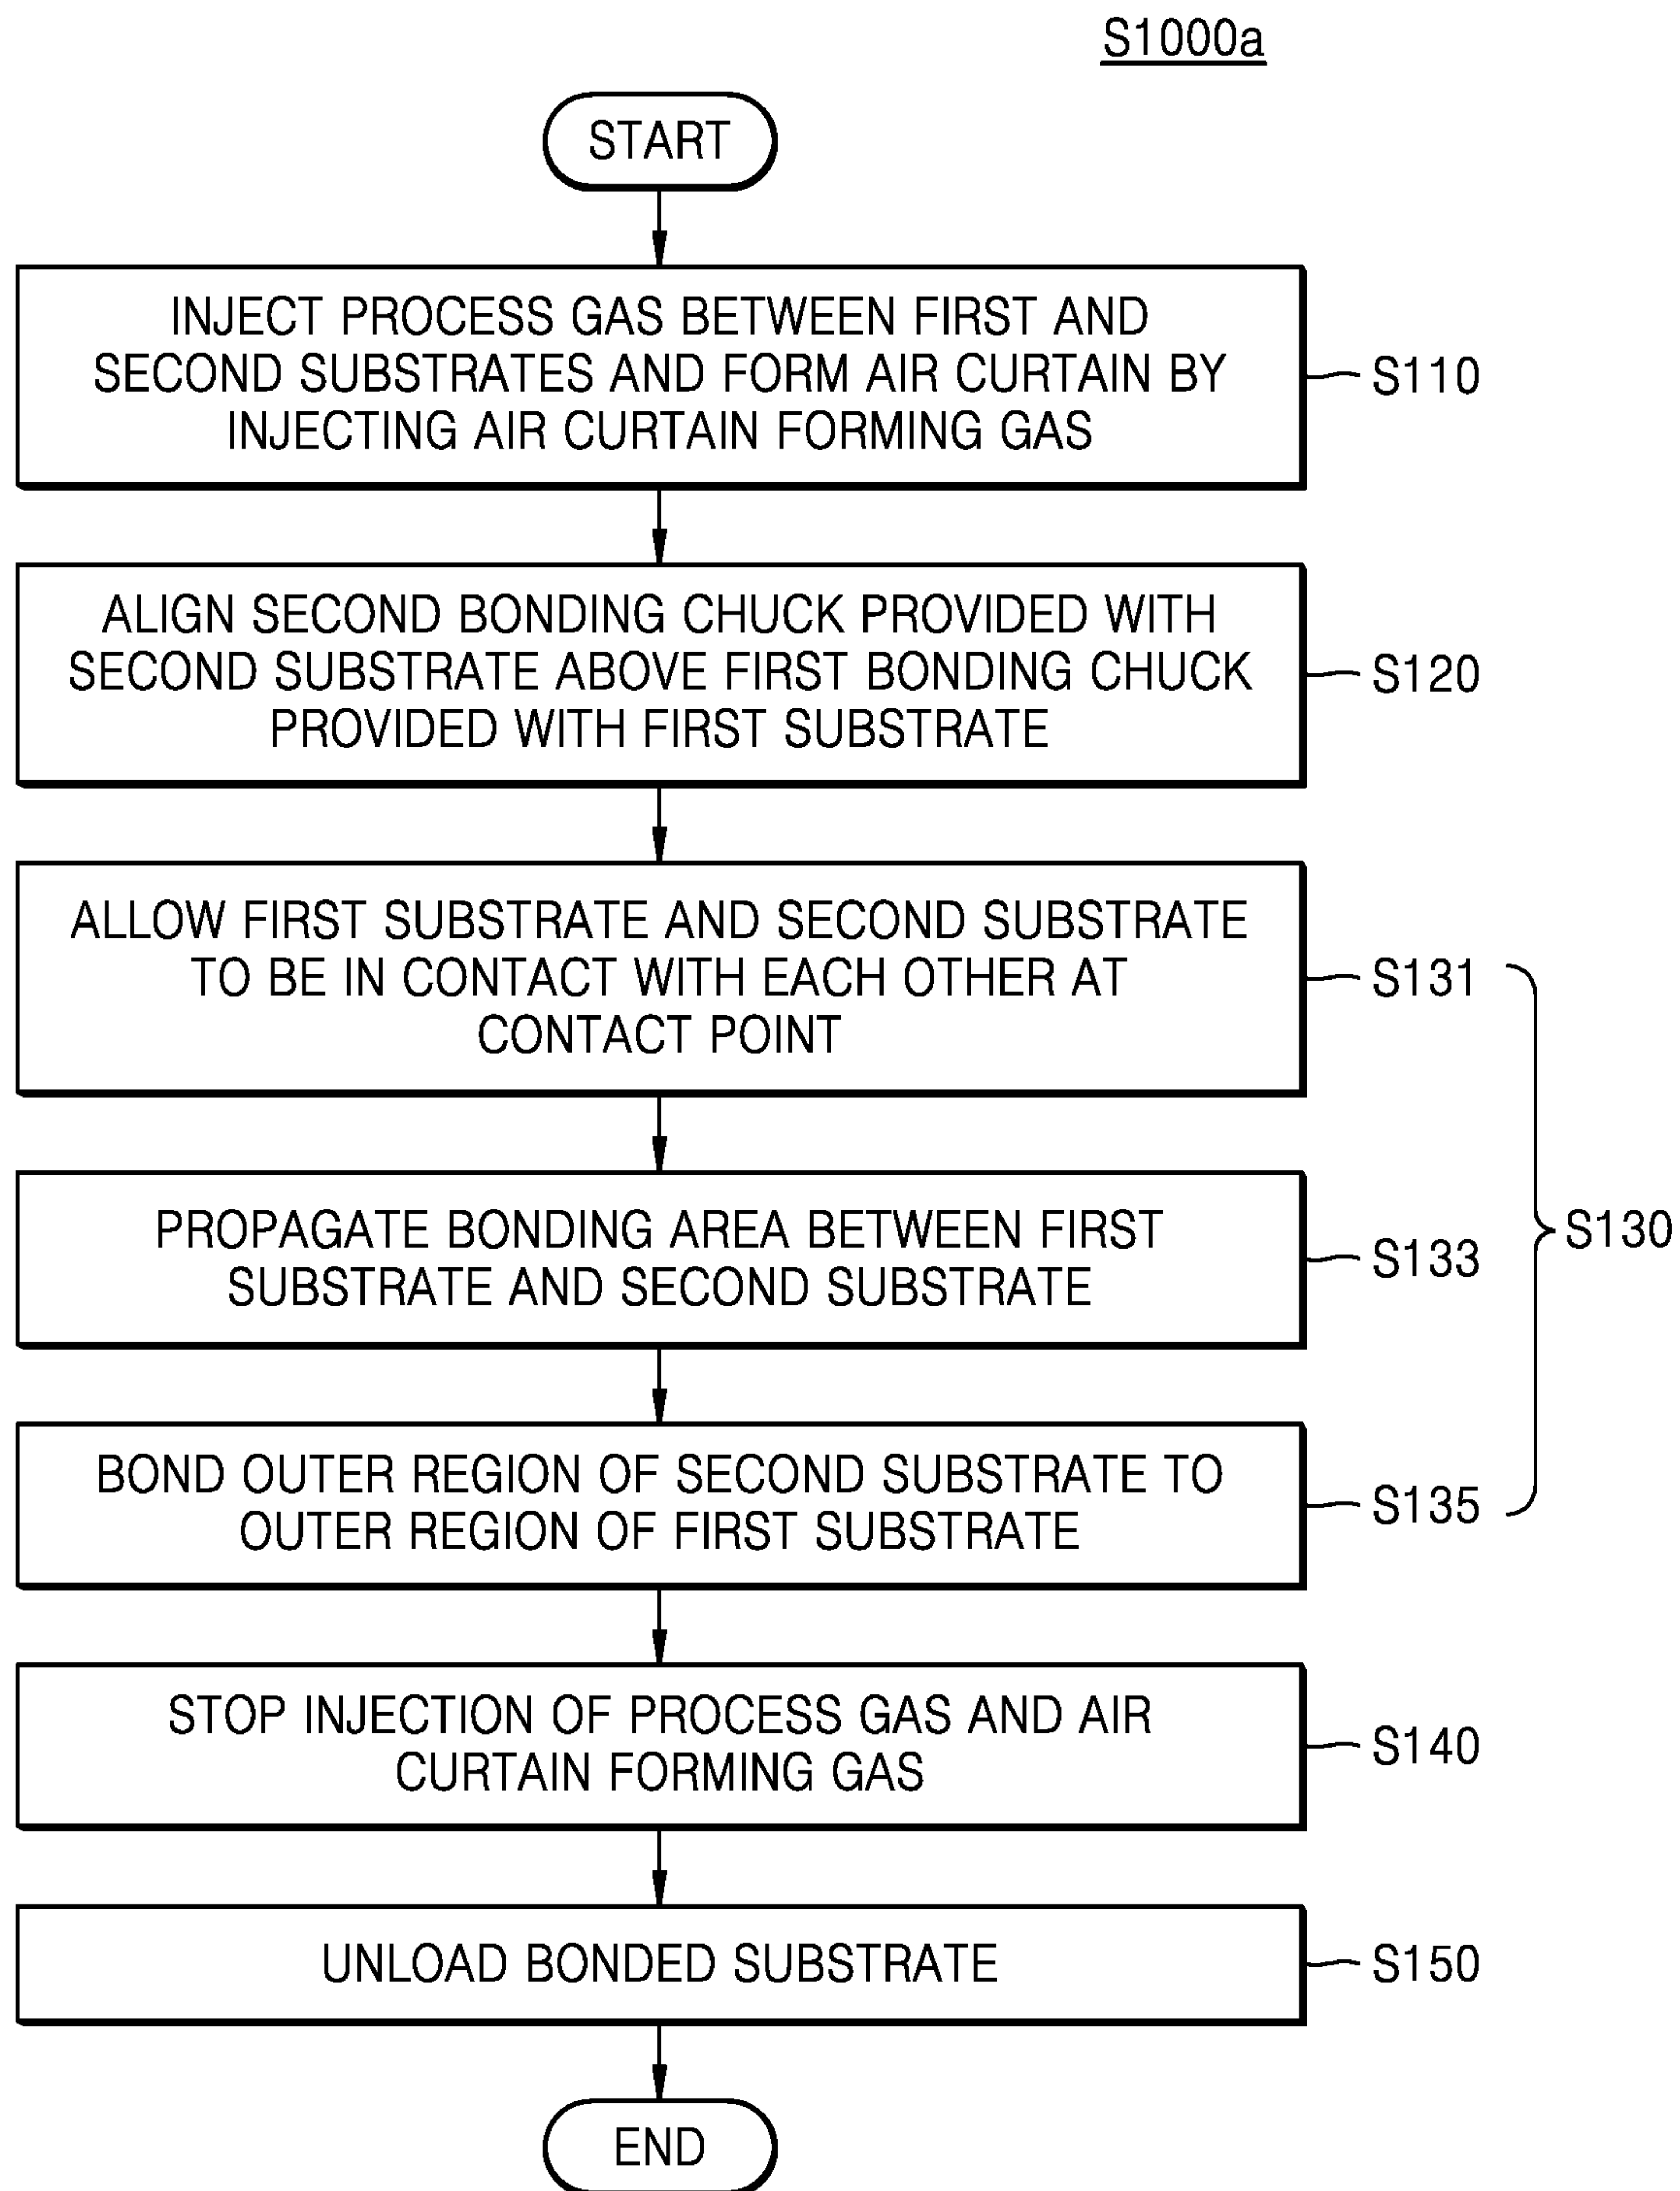 S1000a
START
INJECT PROCESS GAS BETWEEN FIRST AND
SECOND SUBSTRATES AND FORM AIR CURTAIN BY
INJECTING AIR CURTAIN FORMING GAS
S110
ALIGN SECOND BONDING CHUCK PROVIDED WITH
SECOND SUBSTRATE ABOVE FIRST BONDING CHUCK
PROVIDED WITH FIRST SUBSTRATE
S120
ALLOW FIRST SUBSTRATE AND SECOND SUBSTRATE
TO BE IN CONTACT WITH EACH OTHER AT
CONTACT POINT
S131
PROPAGATE BONDING AREA BETWEEN FIRST
SUBSTRATE AND SECOND SUBSTRATE
S133
S130
BOND OUTER REGION OF SECOND SUBSTRATE TO
OUTER REGION OF FIRST SUBSTRATE
S135
STOP INJECTION OF PROCESS GAS AND AIR
CURTAIN FORMING GAS
S140
UNLOAD BONDED SUBSTRATE
S150
END